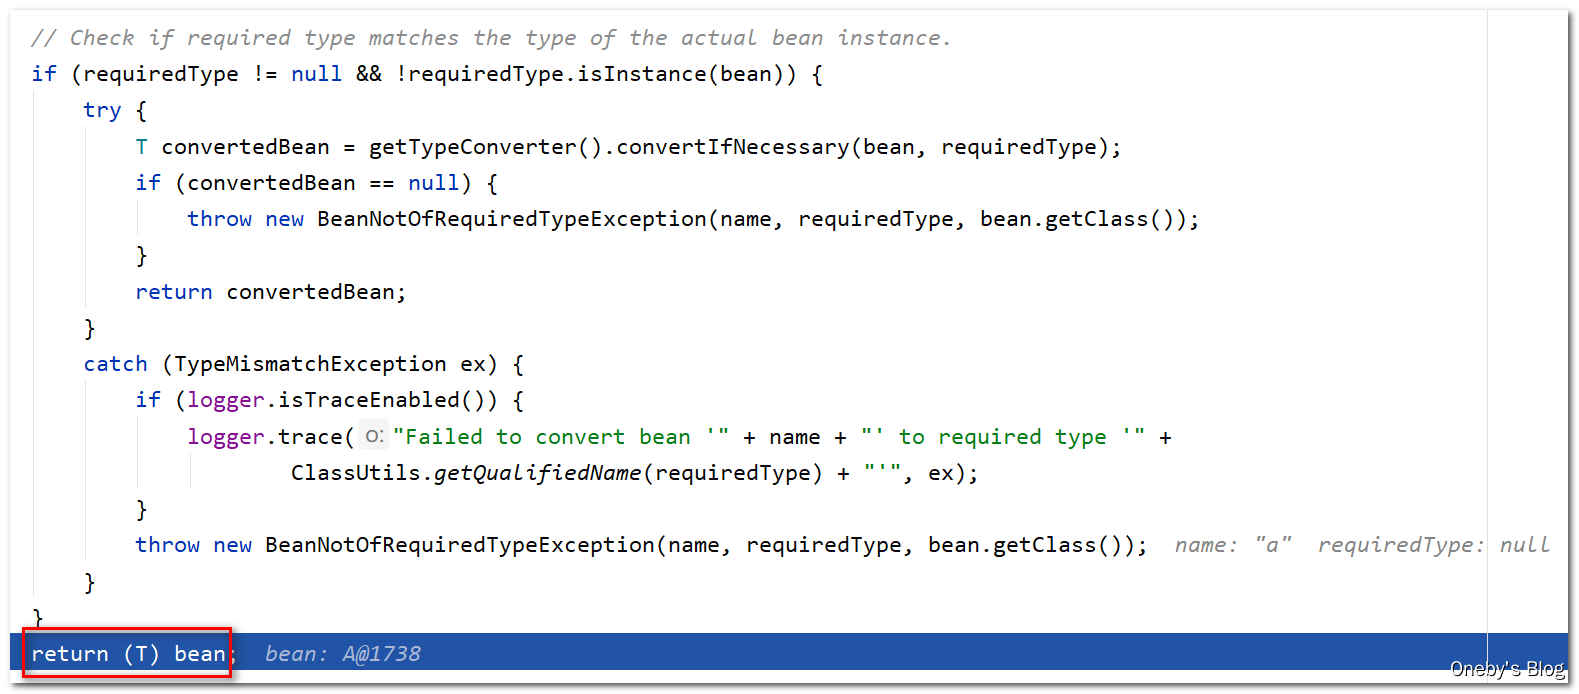 // Check if required type matches the type of the actual bean instance.
if (requiredType != null && !requiredType.isInstance(bean)) {
try {
T convertedBean = getTypeConverter().convertIfNecessary(bean, requiredType);
if (convertedBean == null) {
throw new BeanNotOfRequiredTypeException(name, requiredType, bean.getClass());
}
return convertedBean;
}
catch (TypeMismatchException ex) {
if (logger.isTraceEnabled()) {
logger.trace( o: "Failed to convert bean '" + name + "' to required type '" +
ClassUtils.getQualifiedName(requiredType) + "'", ex);
}
throw new BeanNotOfRequiredTypeException(name, requiredType, bean.getClass()); name: "a" requiredType: null
}
}
return (T) bean; bean: A@1738
Oneby's Blog